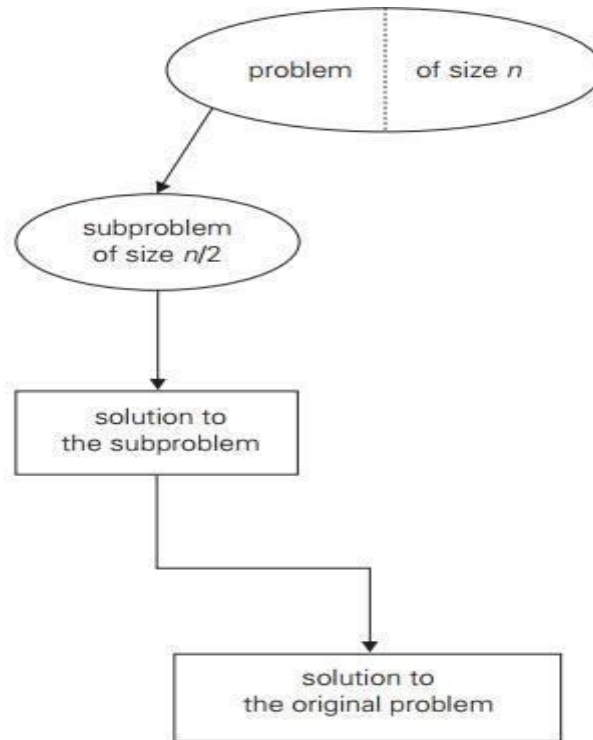 problem of size n
subproblem
of size n/2
solution to
the subproblem
solution to
the original problem